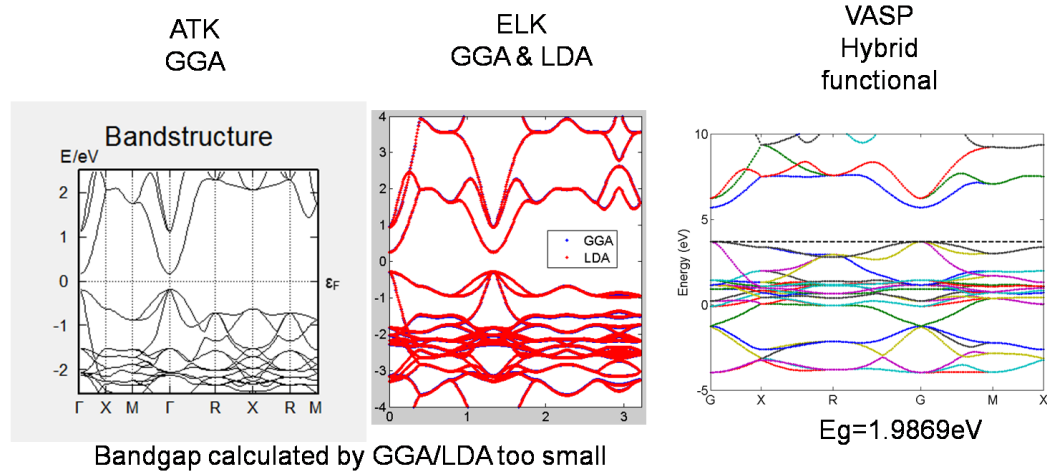 ATK
GGA
ELK
GGA & LDA
VASP
Hybrid
functional
Bandstructure
E/eV
2
1
0
-1
-2
εF
Γ X M Γ R X R M
4
3
2
1
0
-1
-2
-3
-4
GGA
LDA
0 1 2 3
10
5
0
-5
Energy (eV)
G X R G M X
Eg=1.9869eV
Bandgap calculated by GGA/LDA too small